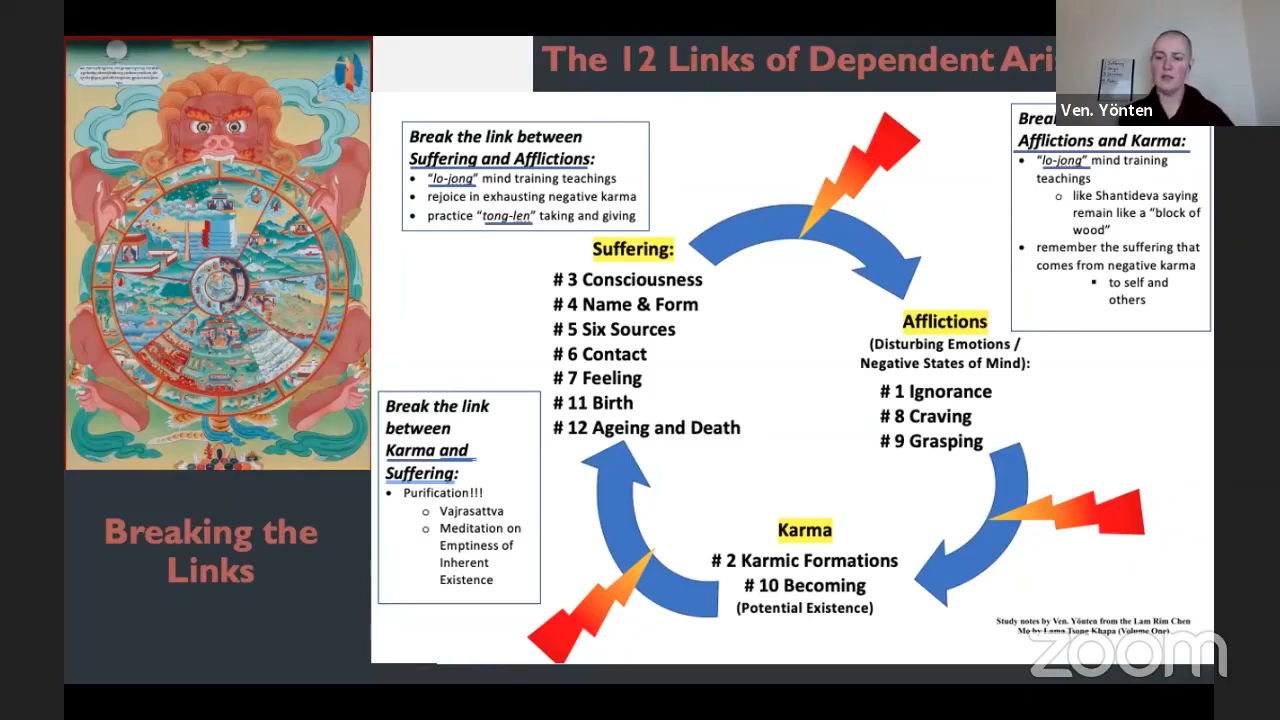 The 12 Links of Dependent Ari
Ven. Yönten
Break the link between
Suffering and Afflictions:
• "lo-jong" mind training teachings
• rejoice in exhausting negative karma
• practice "tong-len" taking and giving
Brea
Afflictions and Karma:
• "lo-jong" mind training
teachings
o like Shantideva saying
remain like a "block of
wood"
• remember the suffering that
comes from negative karma
▪ to self and
others
Suffering:
# 3 Consciousness
# 4 Name & Form
# 5 Six Sources
# 6 Contact
# 7 Feeling
# 11 Birth
# 12 Ageing and Death
Afflictions
(Disturbing Emotions /
Negative States of Mind):
# 1 Ignorance
# 8 Craving
# 9 Grasping
Break the link
between
Karma and
Suffering:
• Purification!!!
o Vajrasattva
o Meditation on
Emptiness of
Inherent
Existence
Karma
# 2 Karmic Formations
# 10 Becoming
(Potential Existence)
Breaking the
Links
Study notes by Ven. Yönten from the Lam Rim Chen
Mo by Lama Tsong Khapa (Volume One)
zoom